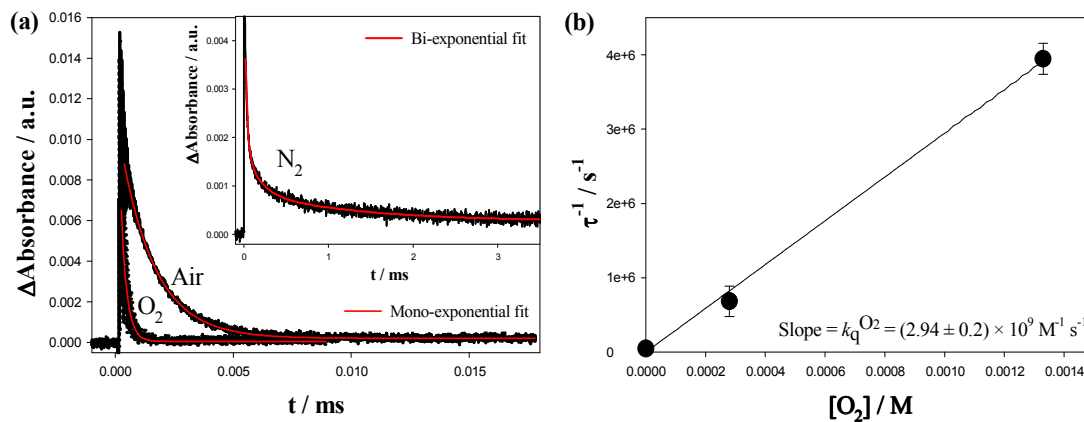 (a)
0.016
0.014
0.012
0.010
0.008
0.006
0.004
0.002
0.000
ΔAbsorbance / a.u.
0.000
0.005
0.010
0.015
t / ms
Air
O₂
Mono-exponential fit
0.004
0.003
0.002
0.001
0.000
ΔAbsorbance / a.u.
0
1
2
3
t / ms
N₂
Bi-exponential fit
(b)
4e+6
3e+6
2e+6
1e+6
0
τ⁻¹ / s⁻¹
0.0000
0.0002
0.0004
0.0006
0.0008
0.0010
0.0012
0.0014
[O₂] / M
Slope = kqO₂ = (2.94 ± 0.2) × 10⁹ M⁻¹ s⁻¹